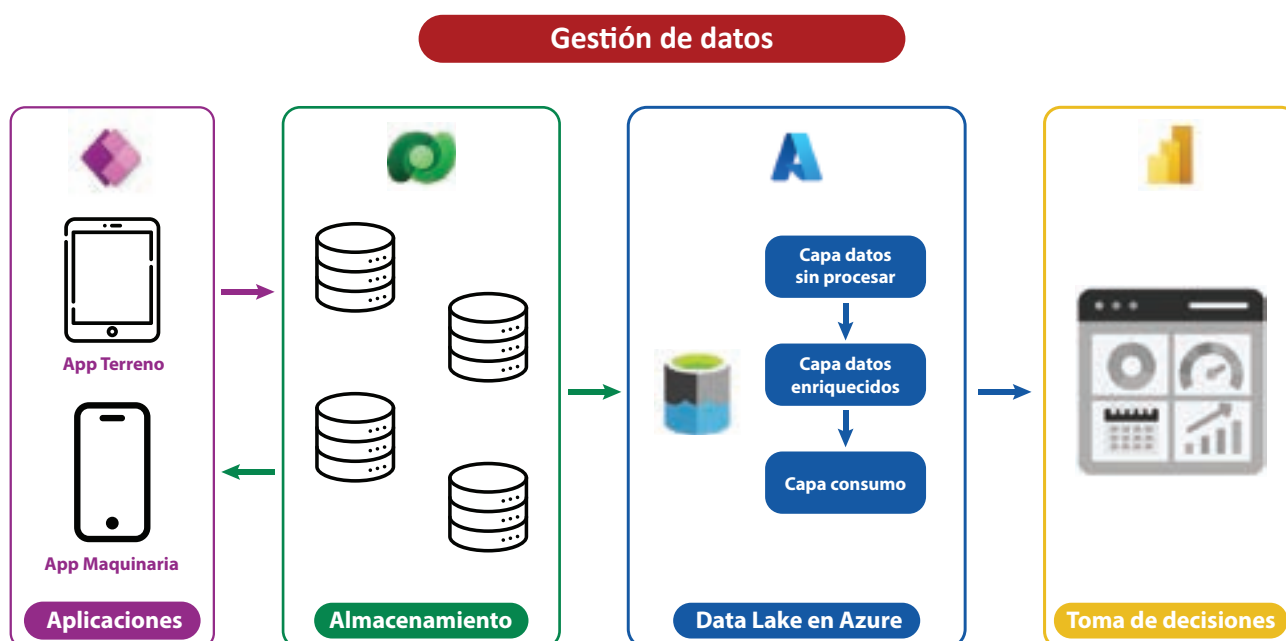 Gestión de datos
App Terreno
App Maquinaria
Aplicaciones
Almacenamiento
Capa datos
sin procesar
Capa datos
enriquecidos
Capa consumo
Data Lake en Azure
Toma de decisiones